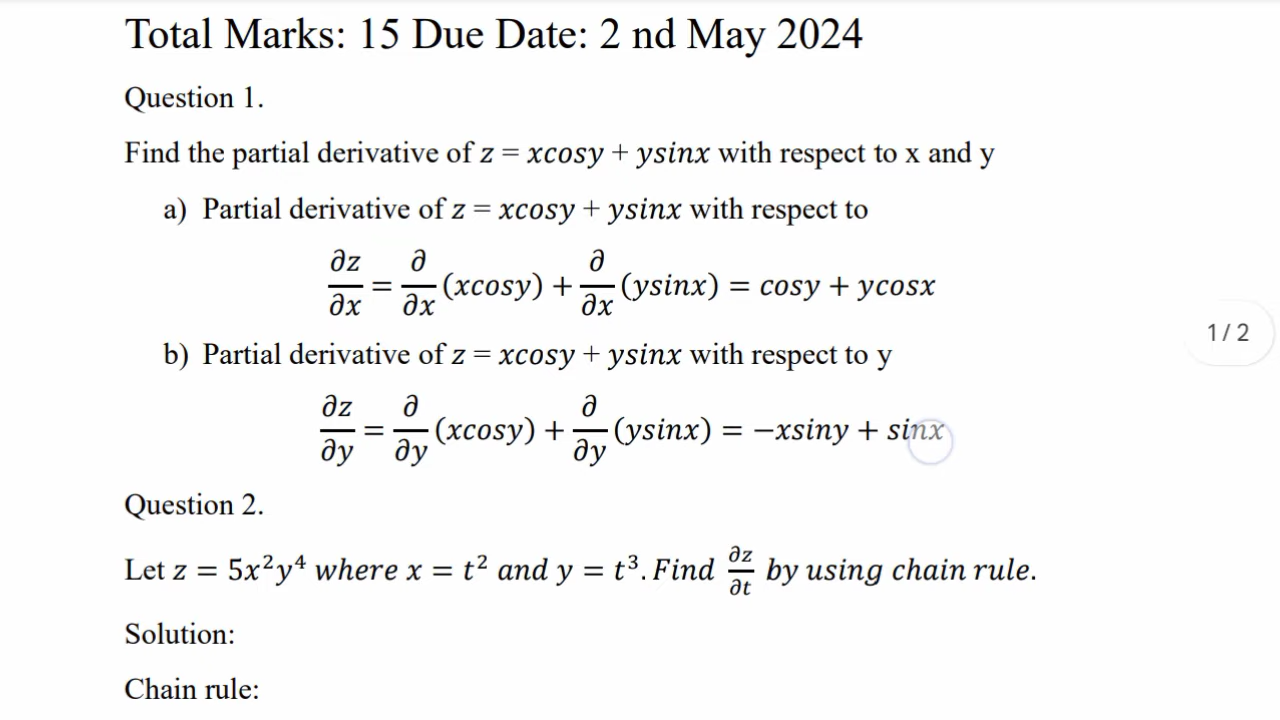 Total Marks: 15 Due Date: 2 nd May 2024
Question 1.
Find the partial derivative of z = xcosy + ysinx with respect to x and y
a) Partial derivative of z = xcosy + ysinx with respect to
∂z/∂x = ∂/∂x (xcosy) + ∂/∂x (ysinx) = cosy + ycosx
1 / 2
b) Partial derivative of z = xcosy + ysinx with respect to y
∂z/∂y = ∂/∂y (xcosy) + ∂/∂y (ysinx) = −xsiny + sinx
Question 2.
Let z = 5x²y⁴ where x = t² and y = t³. Find ∂z/∂t by using chain rule.
Solution:
Chain rule: